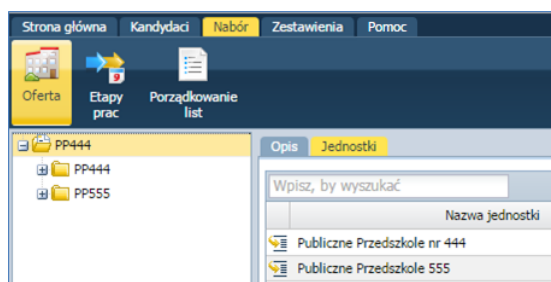 Strona główna Kandydaci Nabór Zestawienia Pomoc
9
Oferta Etapy prac Porządkowanie list
PP444
PP444
PP555
Opis Jednostki
Wpisz, by wyszukać
Nazwa jednostki
Publiczne Przedszkole nr 444
Publiczne Przedszkole 555